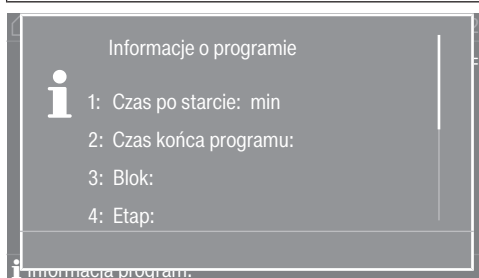 Informacje o programie
1: Czas po starcie: min
2: Czas końca programu:
3: Blok:
4: Etap:
Informacja program: